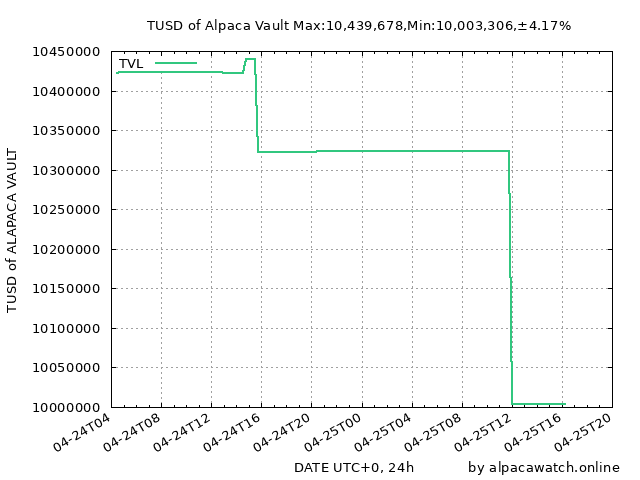 TUSD of Alpaca Vault Max:10,439,678,Min:10,003,306,±4.17%
TVL
10450000
10400000
10350000
10300000
10250000
10200000
10150000
10100000
10050000
10000000
TUSD of ALAPACA VAULT
04-24T04
04-24T08
04-24T12
04-24T16
04-24T20
04-25T00
04-25T04
04-25T08
04-25T12
04-25T16
04-25T20
DATE UTC+0, 24h
by alpacawatch.online